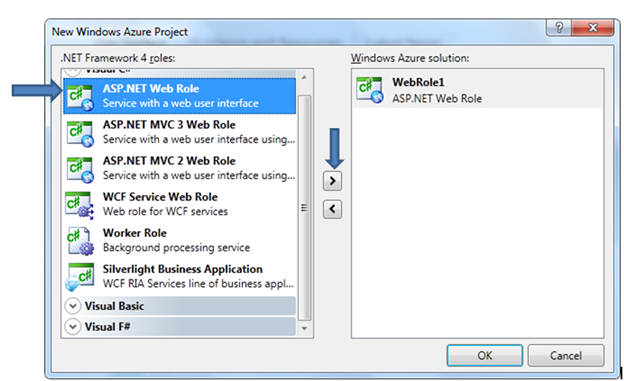 New Windows Azure Project
.NET Framework 4 roles:
Visual C#
ASP.NET Web Role
Service with a web user interface
ASP.NET MVC 3 Web Role
Service with a web user interface using...
ASP.NET MVC 2 Web Role
Service with a web user interface using...
WCF Service Web Role
Web role for WCF services
Worker Role
Background processing service
Silverlight Business Application
WCF RIA Services line of business appl...
Visual Basic
Visual F#
Windows Azure solution:
WebRole1
ASP.NET Web Role
OK
Cancel